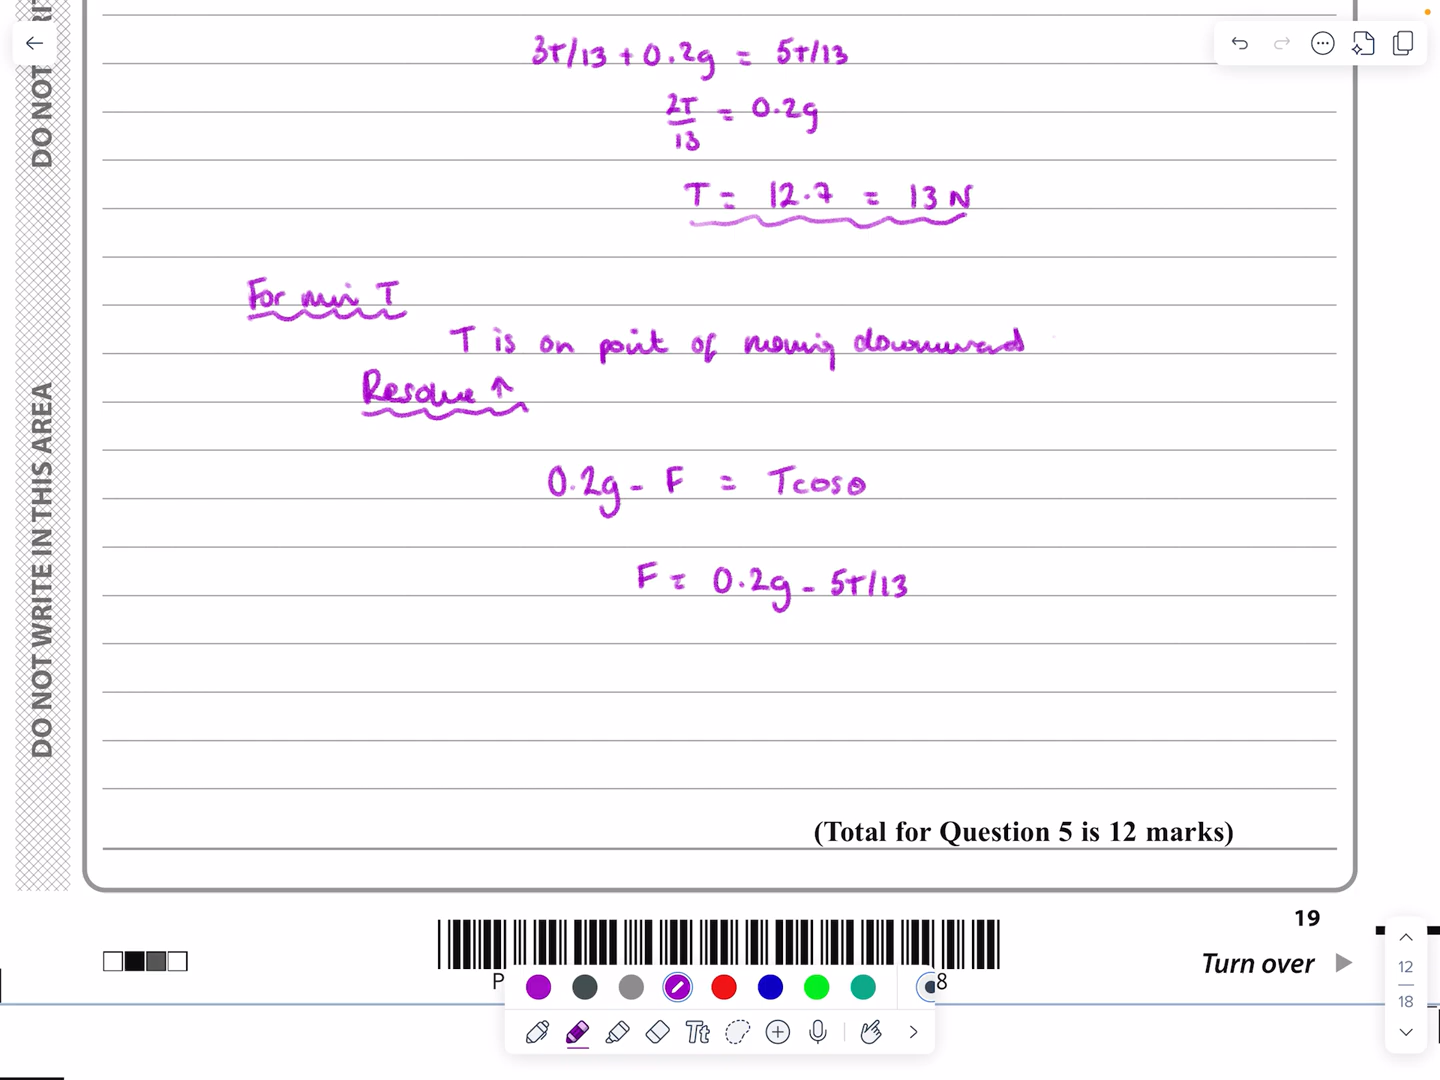 3T/13 + 0.2g = 5T/13
2T/13 = 0.2g
T = 12.7 = 13 N
For min T
T is on point of moving downward
Resolve ↑
0.2g - F = Tcosθ
F = 0.2g - 5T/13
(Total for Question 5 is 12 marks)
19
Turn over
P
8
DO NOT WRITE IN THIS AREA
DO NOT
Tt
12
18